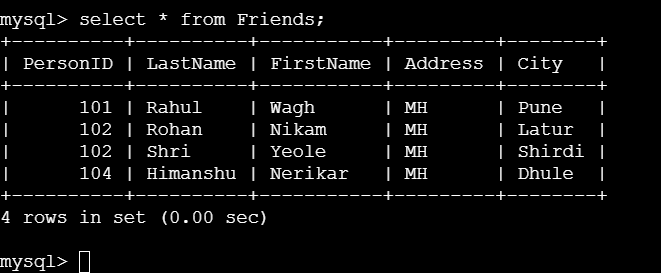 mysql> select * from Friends;
+----------+----------+-----------+---------+--------+
| PersonID | LastName | FirstName | Address | City   |
+----------+----------+-----------+---------+--------+
|      101 | Rahul    | Wagh      | MH      | Pune   |
|      102 | Rohan    | Nikam     | MH      | Latur  |
|      102 | Shri     | Yeole     | MH      | Shirdi |
|      104 | Himanshu | Nerikar   | MH      | Dhule  |
+----------+----------+-----------+---------+--------+
4 rows in set (0.00 sec)
mysql>